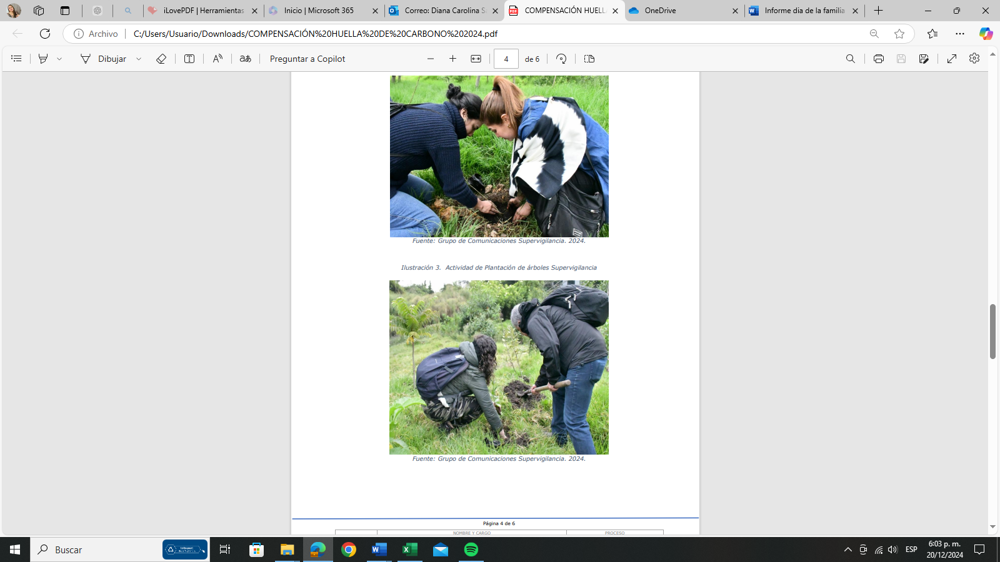 iLovePDF | Herramientas
Inicio | Microsoft 365
Correo: Diana Carolina S
COMPENSACIÓN HUELL
OneDrive
Informe dia de la familia
Archivo
C:/Users/Usuario/Downloads/COMPENSACIÓN%20HUELLA%20DE%20CARBONO%202024.pdf
Dibujar
aあ
Preguntar a Copilot
4
de 6
Fuente: Grupo de Comunicaciones Supervigilancia. 2024.
Ilustración 3. Actividad de Plantación de árboles Supervigilancia
Fuente: Grupo de Comunicaciones Supervigilancia. 2024.
Página 4 de 6
NOMBRE Y CARGO
PROCESO
Buscar
Intranet
ESP
6:03 p. m.
20/12/2024